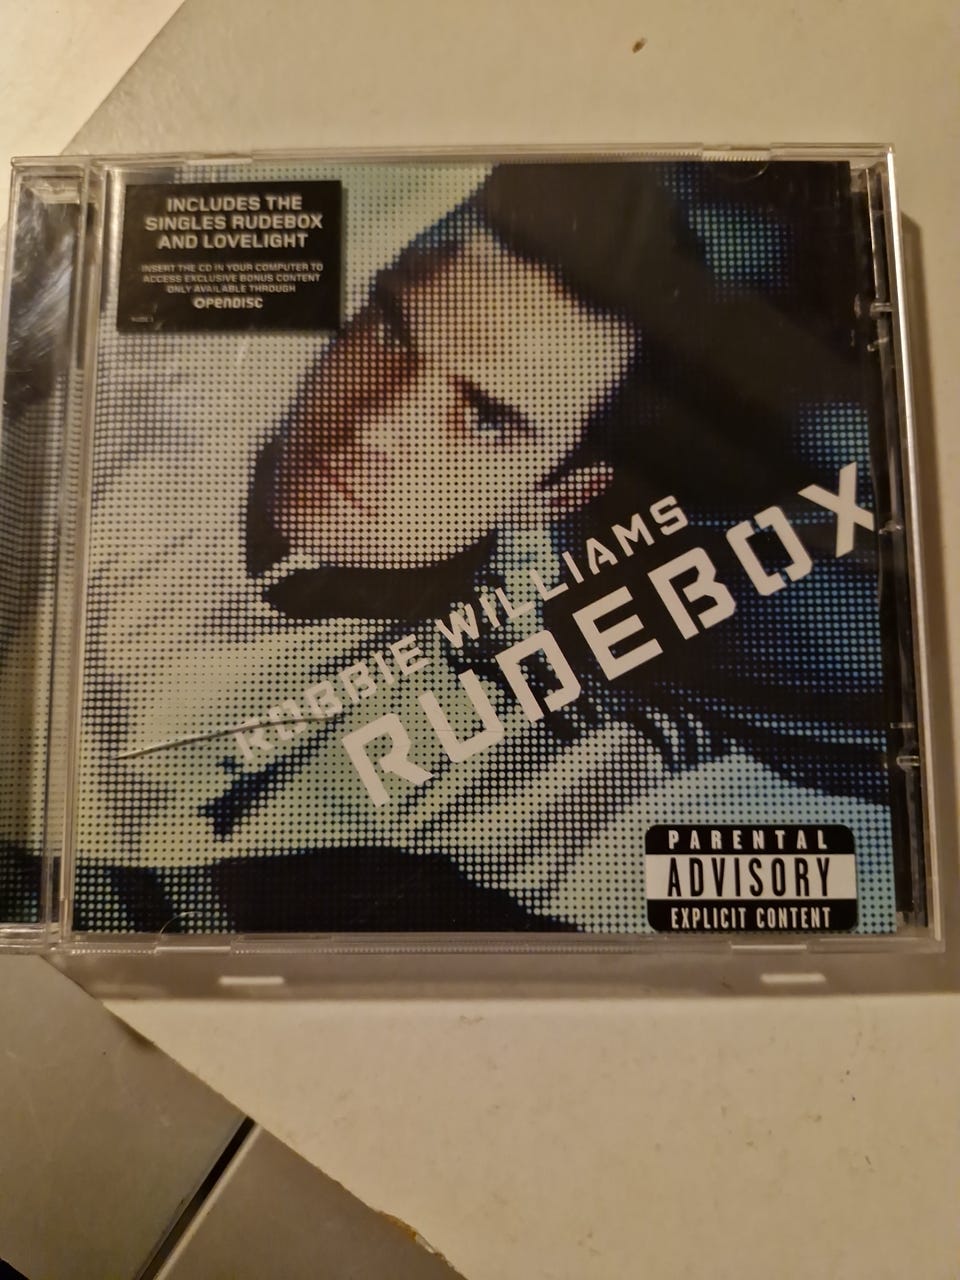 INCLUDES THE
SINGLES RUDEBOX
AND LOVELIGHT
INSERT THE CD IN YOUR COMPUTER TO
ACCESS EXCLUSIVE BONUS CONTENT
ONLY AVAILABLE THROUGH
OPENDISC
ROBBIE WILLIAMS
RUDEBOX
PARENTAL
ADVISORY
EXPLICIT CONTENT